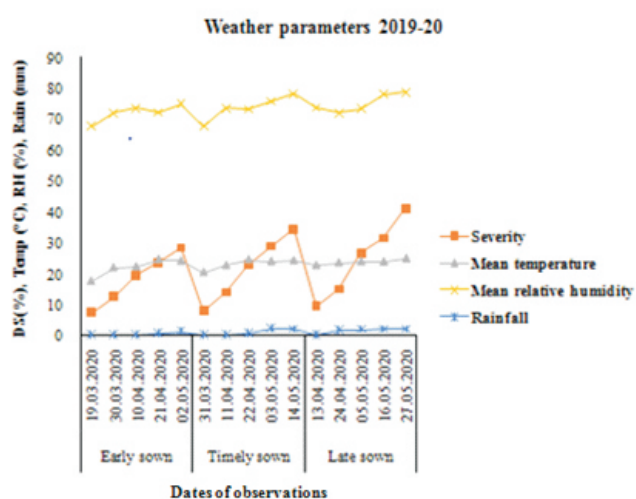 Weather parameters 2019-20
DS(%), Temp (°C), RH (%), Rain (mm)
90
80
70
60
50
40
30
20
10
0
19.03.2020
30.03.2020
10.04.2020
21.04.2020
02.05.2020
31.03.2020
11.04.2020
22.04.2020
03.05.2020
14.05.2020
13.04.2020
24.04.2020
05.05.2020
16.05.2020
27.05.2020
Early sown
Timely sown
Late sown
Dates of observations
Severity
Mean temperature
Mean relative humidity
Rainfall